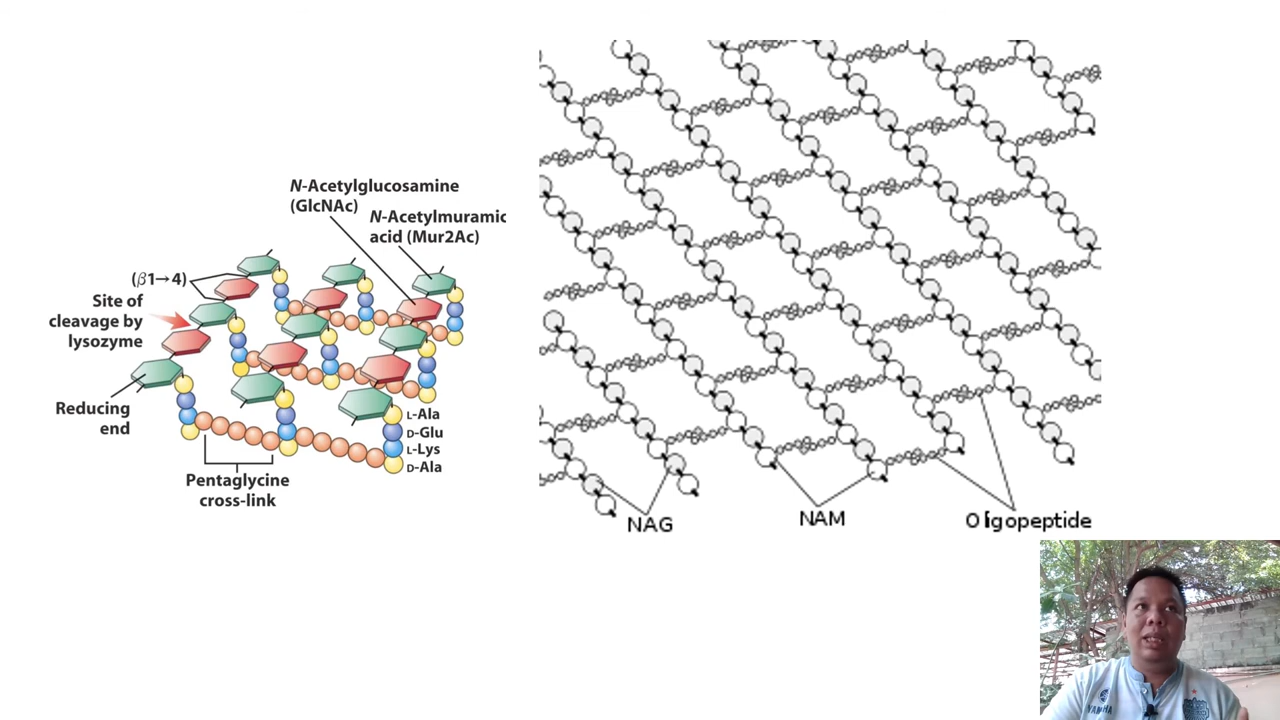 N-Acetylglucosamine
(GlcNAc)
N-Acetylmuramic
acid (Mur2Ac)
(β1→4)
Site of
cleavage by
lysozyme
Reducing
end
L-Ala
D-Glu
L-Lys
D-Ala
Pentaglycine
cross-link
NAG
NAM
Oligopeptide
YAMAHA